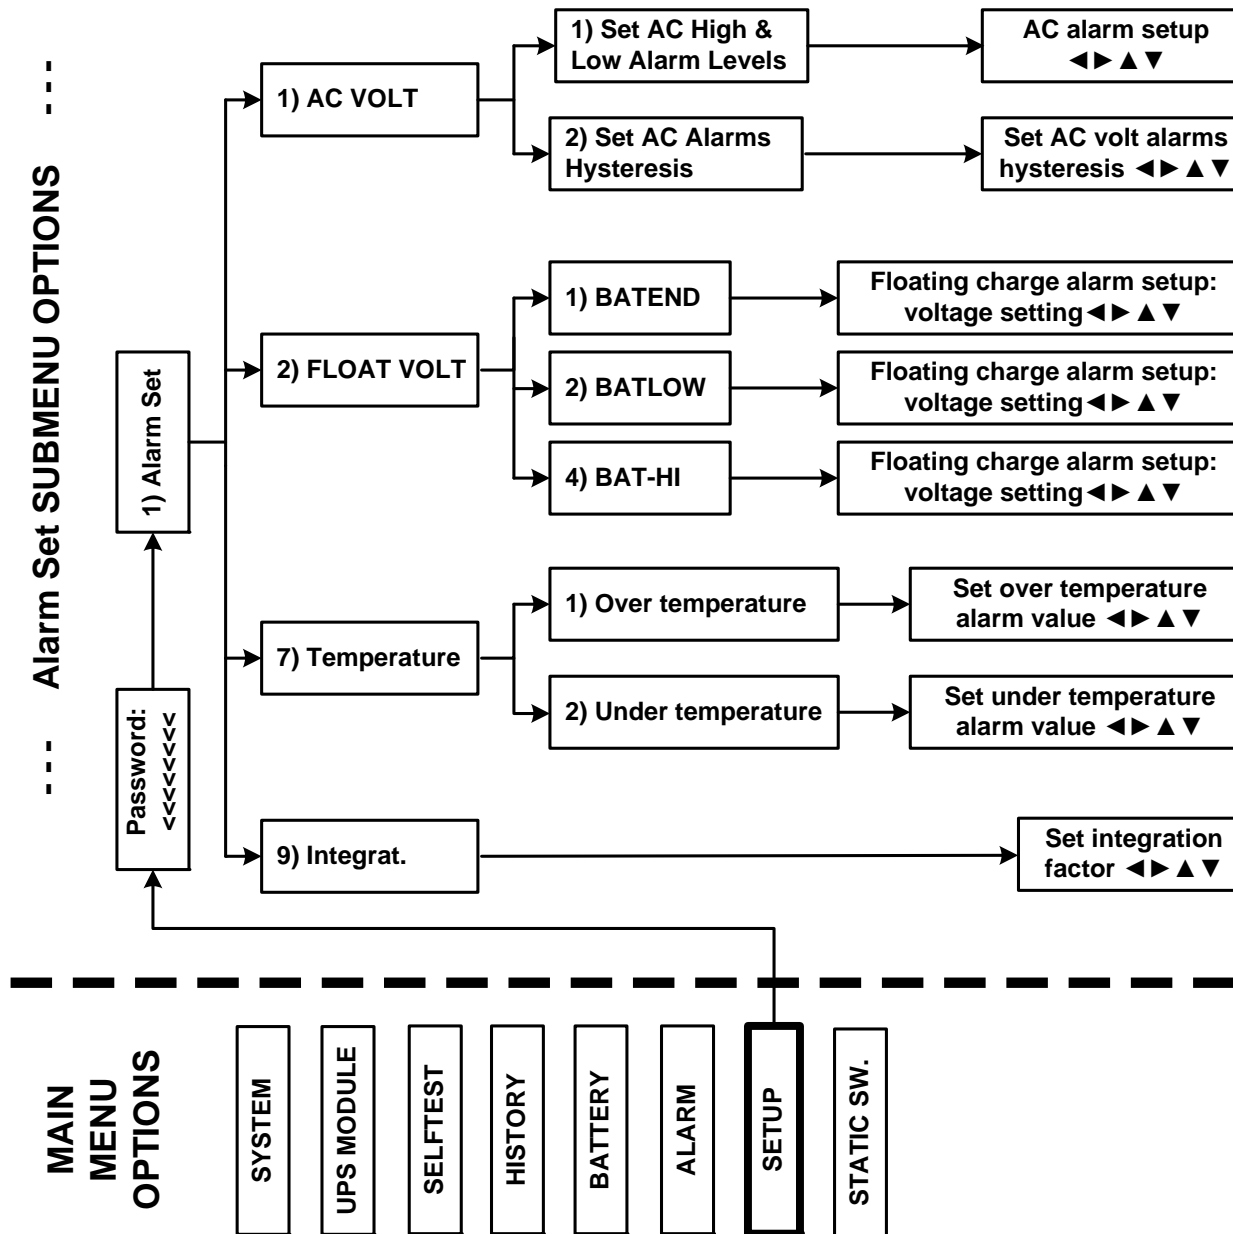 --- Alarm Set SUBMENU OPTIONS ---
Password:
<<<<<<<<<
1) Alarm Set
1) AC VOLT
1) Set AC High &
Low Alarm Levels
AC alarm setup
◄►▲▼
2) Set AC Alarms
Hysteresis
Set AC volt alarms
hysteresis ◄►▲▼
2) FLOAT VOLT
1) BATEND
Floating charge alarm setup:
voltage setting◄►▲▼
2) BATLOW
Floating charge alarm setup:
voltage setting◄►▲▼
4) BAT-HI
Floating charge alarm setup:
voltage setting◄►▲▼
7) Temperature
1) Over temperature
Set over temperature
alarm value ◄►▲▼
2) Under temperature
Set under temperature
alarm value ◄►▲▼
9) Integrat.
Set integration
factor ◄►▲▼
MAIN
MENU
OPTIONS
SYSTEM
UPS MODULE
SELFTEST
HISTORY
BATTERY
ALARM
SETUP
STATIC SW.